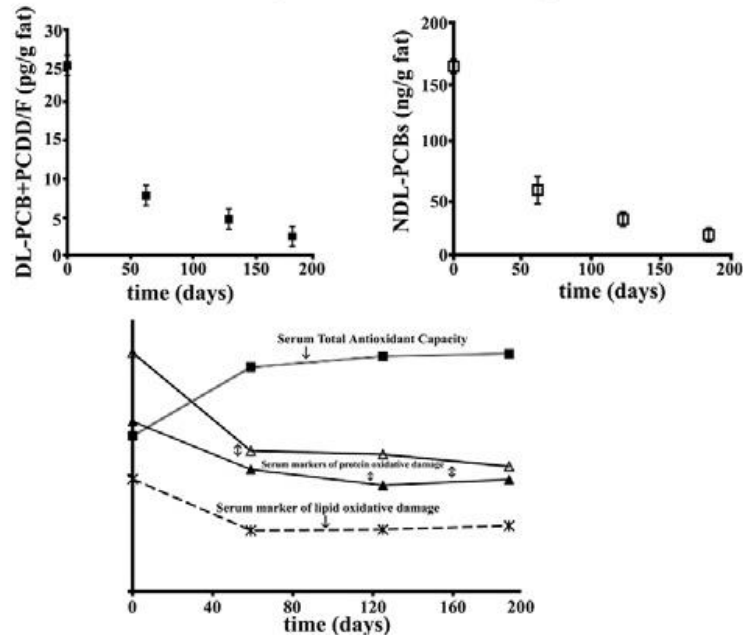 DL-PCB+PCDD/F (pg/g fat)
30
25
20
15
10
5
0
0 50 100 150 200
time (days)
NDL-PCBs (ng/g fat)
200
150
100
50
0
0 50 100 150 200
time (days)
Serum Total Antioxidant Capacity
Serum markers of protein oxidative damage
Serum marker of lipid oxidative damage
0 40 80 120 160 200
time (days)